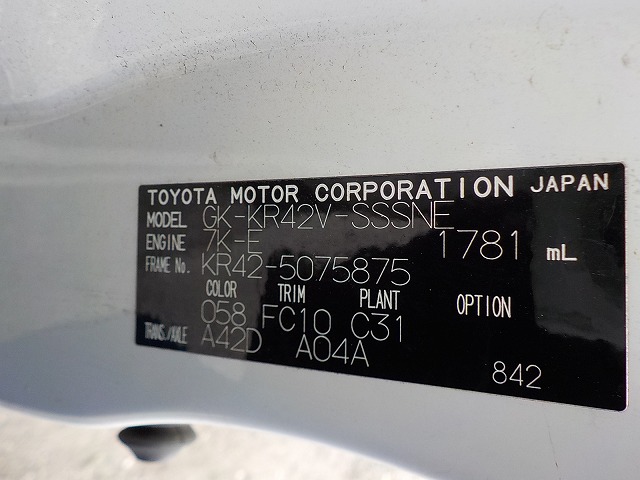 TOYOTA MOTOR CORPORATION JAPAN
MODEL GK-KR42V-SSSNE
ENGINE 7K-E 1781 mL
FRAME No. KR42-5075875
COLOR TRIM PLANT OPTION
058 FC10 C31
TRANS./AXLE A42D A04A
842